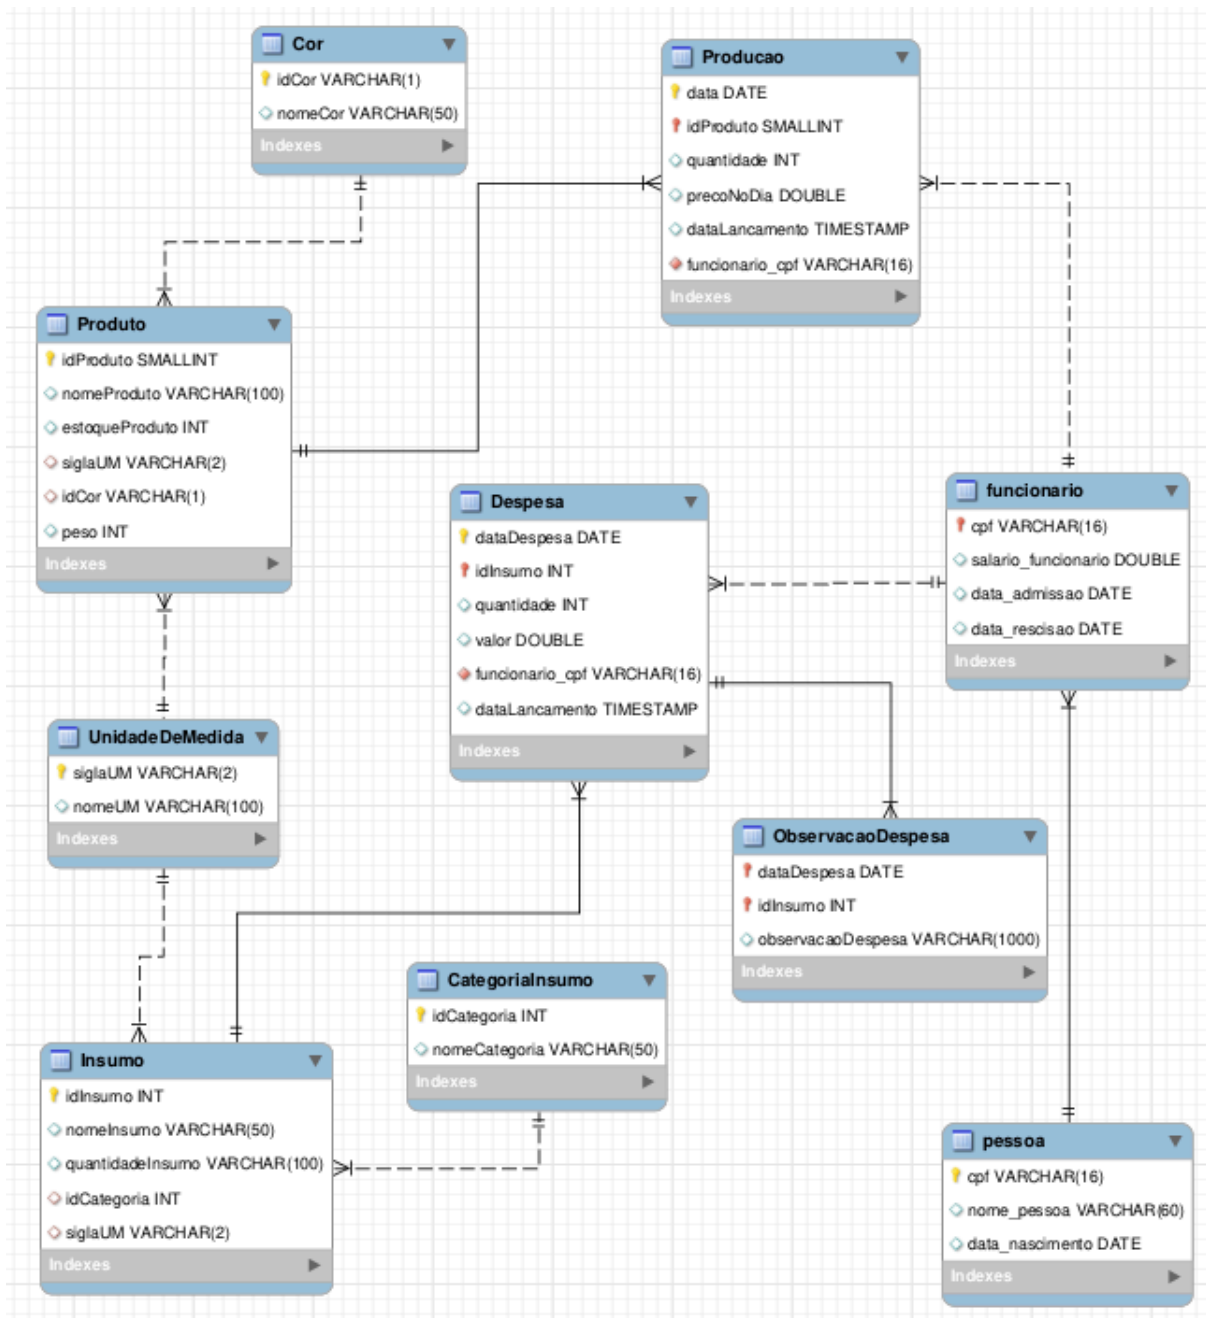 Cor
idCor VARCHAR(1)
nomeCor VARCHAR(50)
Indexes
Producao
data DATE
idProduto SMALLINT
quantidade INT
precoNoDia DOUBLE
dataLancamento TIMESTAMP
funcionario_cpf VARCHAR(16)
Indexes
Produto
idProduto SMALLINT
nomeProduto VARCHAR(100)
estoqueProduto INT
siglaUM VARCHAR(2)
idCor VARCHAR(1)
peso INT
Indexes
Despesa
dataDespesa DATE
idInsumo INT
quantidade INT
valor DOUBLE
funcionario_cpf VARCHAR(16)
dataLancamento TIMESTAMP
Indexes
funcionario
cpf VARCHAR(16)
salario_funcionario DOUBLE
data_admissao DATE
data_rescisao DATE
Indexes
UnidadeDeMedida
siglaUM VARCHAR(2)
nomeUM VARCHAR(100)
Indexes
ObservacaoDespesa
dataDespesa DATE
idInsumo INT
observacaoDespesa VARCHAR(1000)
Indexes
CategoriaInsumo
idCategoria INT
nomeCategoria VARCHAR(50)
Indexes
Insumo
idInsumo INT
nomeInsumo VARCHAR(50)
quantidadeInsumo VARCHAR(100)
idCategoria INT
siglaUM VARCHAR(2)
Indexes
pessoa
cpf VARCHAR(16)
nome_pessoa VARCHAR(60)
data_nascimento DATE
Indexes